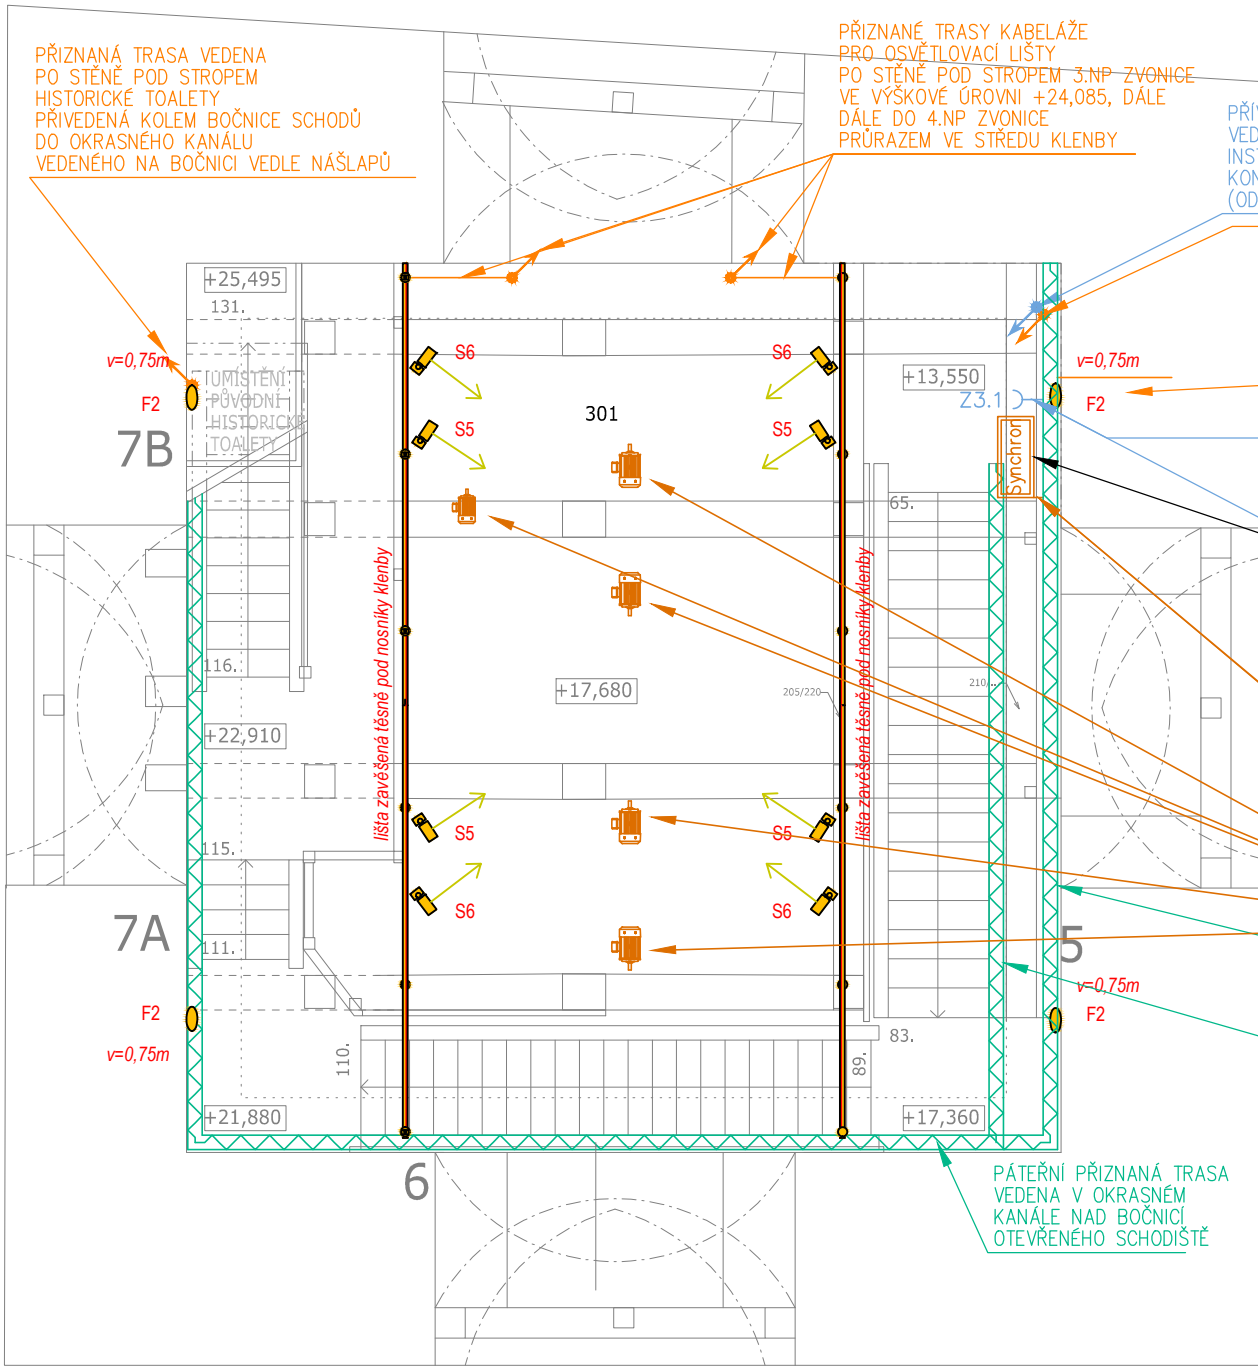 PŘIZNANÁ TRASA VEDENA
PO STĚNĚ POD STROPEM
HISTORICKÉ TOALETY
PŘIVEDENÁ KOLEM BOČNICE SCHODŮ
DO OKRASNÉHO KANÁLU
VEDENÉHO NA BOČNICI VEDLE NÁŠLAPŮ
PŘIZNANÉ TRASY KABELÁŽE
PRO OSVĚTLOVACÍ LIŠTY
PO STĚNĚ POD STROPEM 3.NP ZVONICE
VE VÝŠKOVÉ ÚROVNI +24,085, DÁLE
DÁLE DO 4.NP ZVONICE
PRŮRAZEM VE STŘEDU KLENBY
+25,495
131.
v=0,75m
F2
7B
UMÍSTĚNÍ
PŮVODNÍ
HISTORICKÉ
TOALETY
S6
S5
301
S6
S5
+13,550
Z3.1
v=0,75m
F2
Synchron
65.
lišta zavěšená těsně pod nosníky klenby
lišta zavěšená těsně pod nosníky klenby
116.
+17,680
205/220
+22,910
115.
S5
S6
S5
S6
7A
111.
5
F2
v=0,75m
v=0,75m
F2
110.
89.
83.
+21,880
+17,360
6
PÁTEŘNÍ PŘIZNANÁ TRASA
VEDENA V OKRASNÉM
KANÁLE NAD BOČNICÍ
OTEVŘENÉHO SCHODIŠTĚ